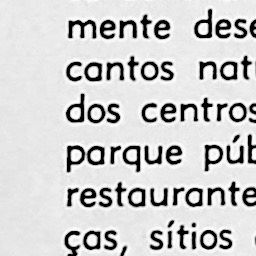 mente dese
cantos natu
dos centros
parque púb
restaurante
ças, sítios